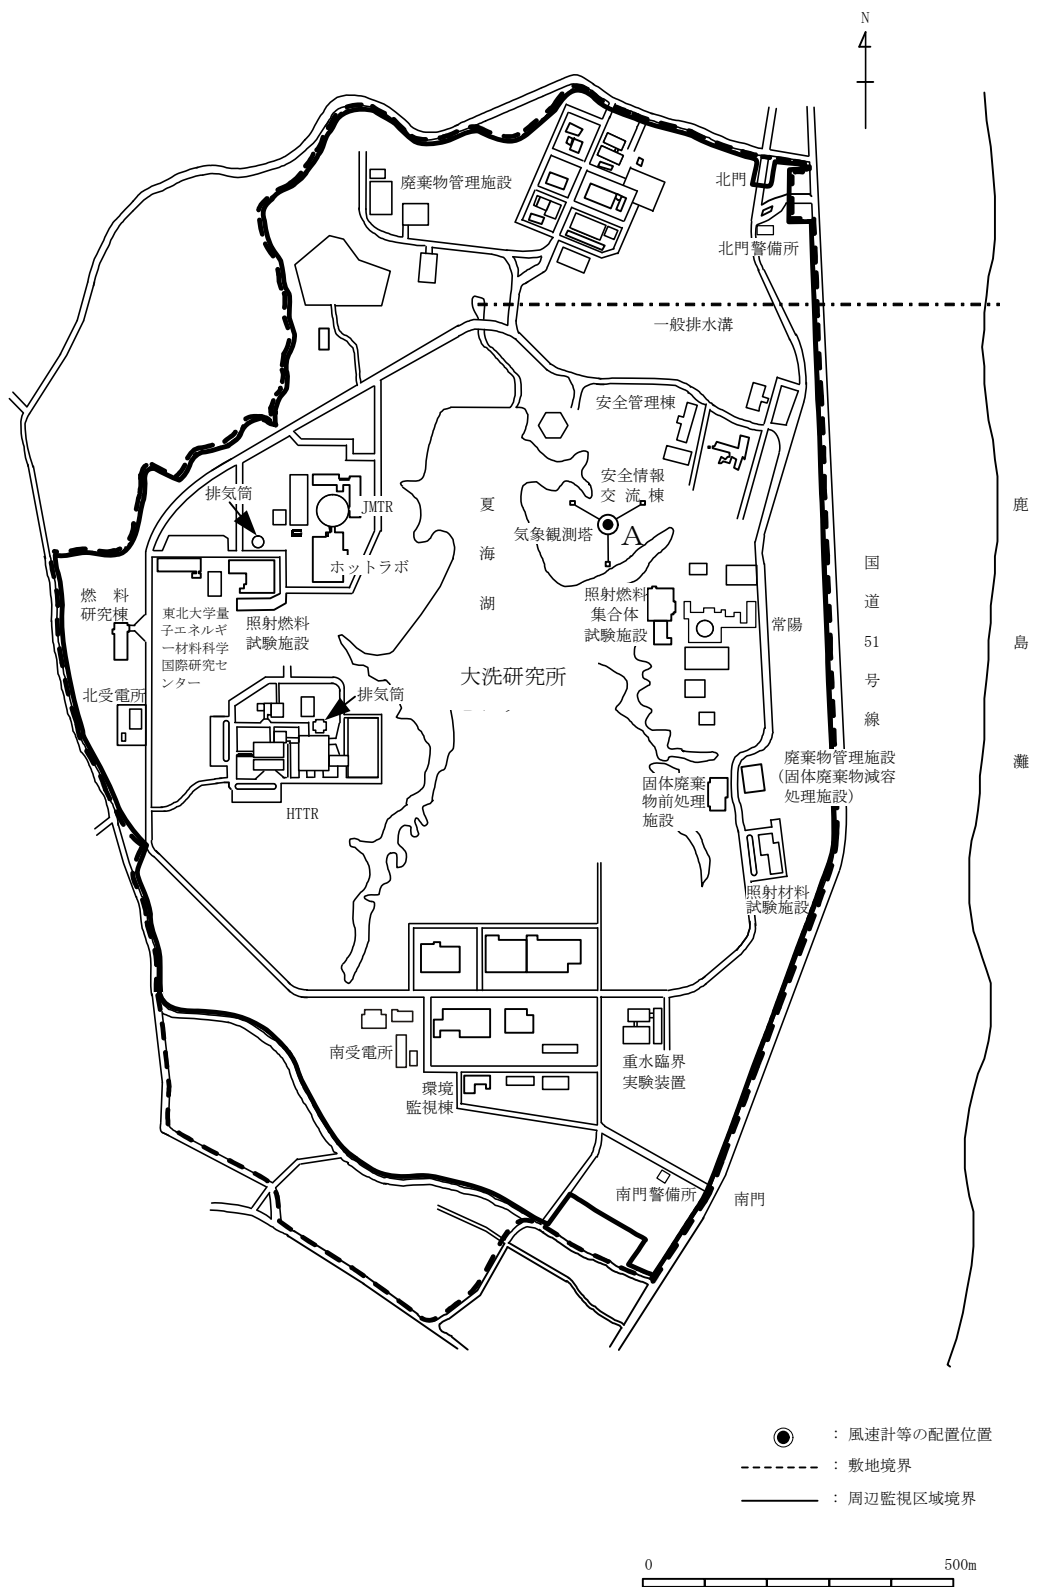 N
北門
廃棄物管理施設
北門警備所
一般排水溝
安全管理棟
安全情報
交流棟
排気筒
JMTR
夏海湖
気象観測塔
A
鹿島灘
ホットラボ
国道51号線
燃料
研究棟
照射燃料
集合体
試験施設
東北大学量
子エネルギ
ー材料科学
国際研究セ
ンター
照射燃料
試験施設
常陽
大洗研究所
北受電所
排気筒
廃棄物管理施設
(固体廃棄物減容
処理施設)
固体廃棄
物前処理
施設
HTTR
照射材料
試験施設
南受電所
重水臨界
実験装置
環境
監視棟
南門警備所
南門
：風速計等の配置位置
：敷地境界
：周辺監視区域境界
0 500m